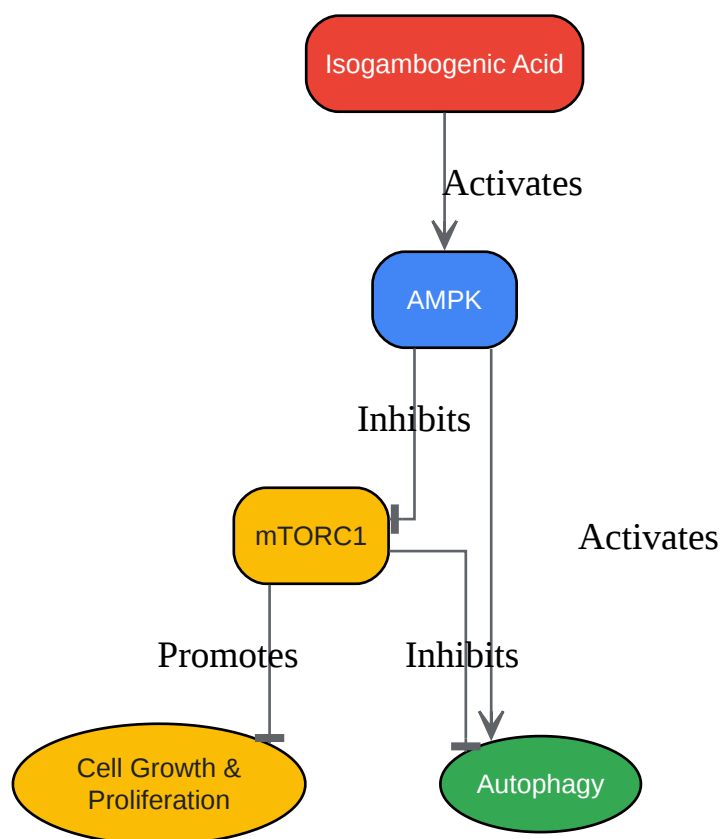 Isogambogenic Acid
Activates
AMPK
Inhibits
mTORC1
Activates
Promotes
Inhibits
Cell Growth &
Proliferation
Autophagy